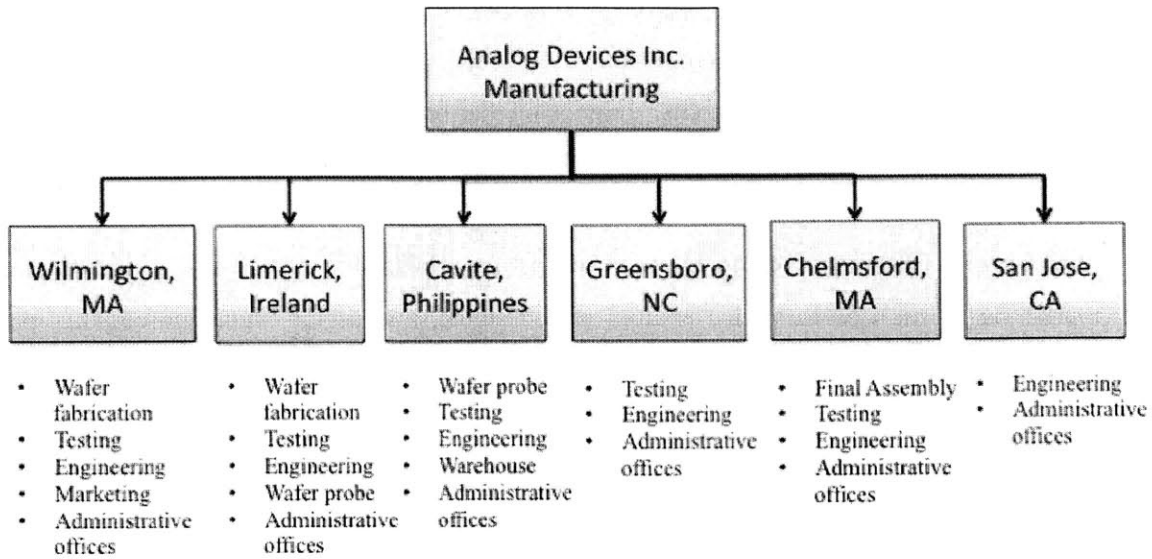 Analog Devices Inc.
Manufacturing
Wilmington,
MA
Limerick,
Ireland
Cavite,
Philippines
Greensboro,
NC
Chelmsford,
MA
San Jose,
CA
• Wafer
fabrication
• Testing
• Engineering
• Marketing
• Administrative
offices
• Wafer
fabrication
• Testing
• Engineering
• Wafer probe
• Administrative
offices
• Wafer probe
• Testing
• Engineering
• Warehouse
• Administrative
offices
• Testing
• Engineering
• Administrative
offices
• Final Assembly
• Testing
• Engineering
• Administrative
offices
• Engineering
• Administrative
offices